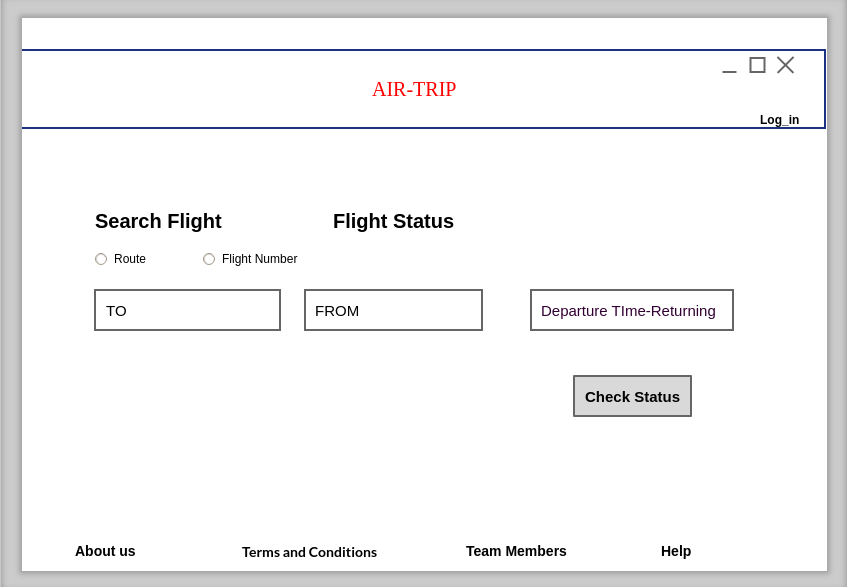 AIR-TRIP
Log_in
Search Flight
Flight Status
Route
Flight Number
TO
FROM
Departure TIme-Returning
Check Status
About us
Terms and Conditions
Team Members
Help